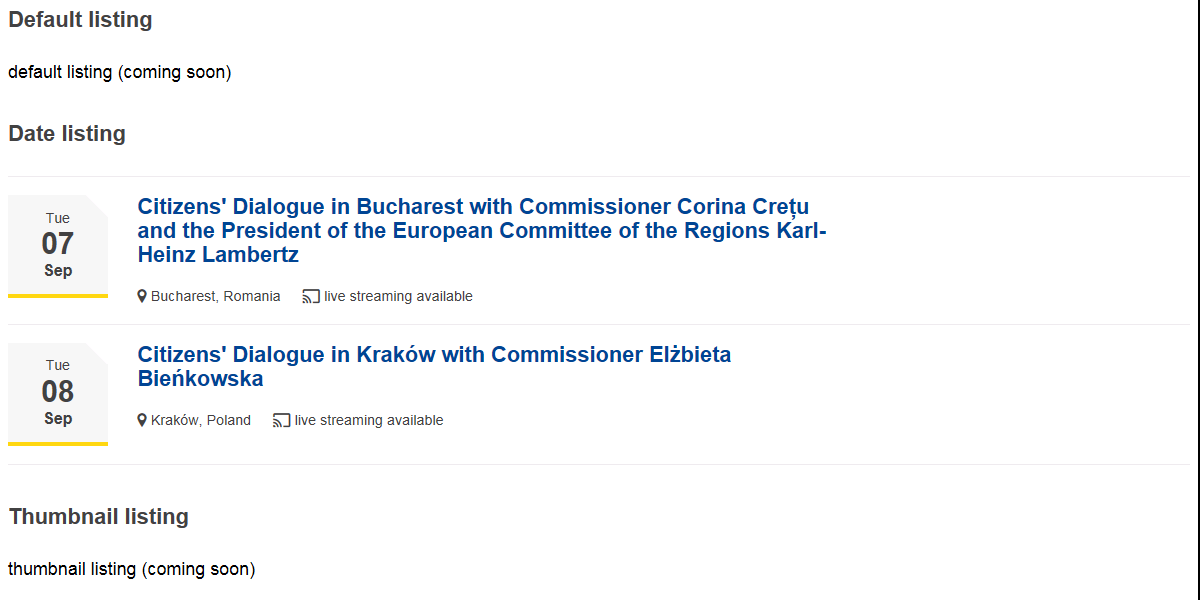 Default listing
default listing (coming soon)
Date listing
Tue
07
Sep
Citizens' Dialogue in Bucharest with Commissioner Corina Crețu
and the President of the European Committee of the Regions Karl-
Heinz Lambertz
Bucharest, Romania live streaming available
Tue
08
Sep
Citizens' Dialogue in Kraków with Commissioner Elżbieta
Bieńkowska
Kraków, Poland live streaming available
Thumbnail listing
thumbnail listing (coming soon)